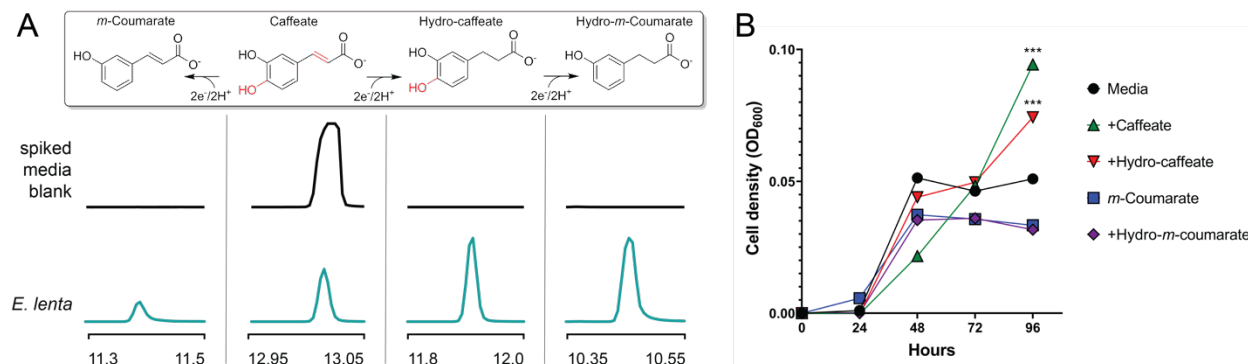 A
m-Coumarate
Caffeate
Hydro-caffeate
Hydro-m-Coumarate
HO
O
O-
HO
HO
O
O-
HO
HO
O
O-
HO
O
O-
2e-/2H+
2e-/2H+
2e-/2H+
spiked
media
blank
E. lenta
11.3
11.5
12.95
13.05
11.8
12.0
10.35
10.55
B
Cell density (OD600)
0.10
0.05
0.00
0
24
48
72
96
Hours
***
***
Media
+Caffeate
+Hydro-caffeate
m-Coumarate
+Hydro-m-coumarate